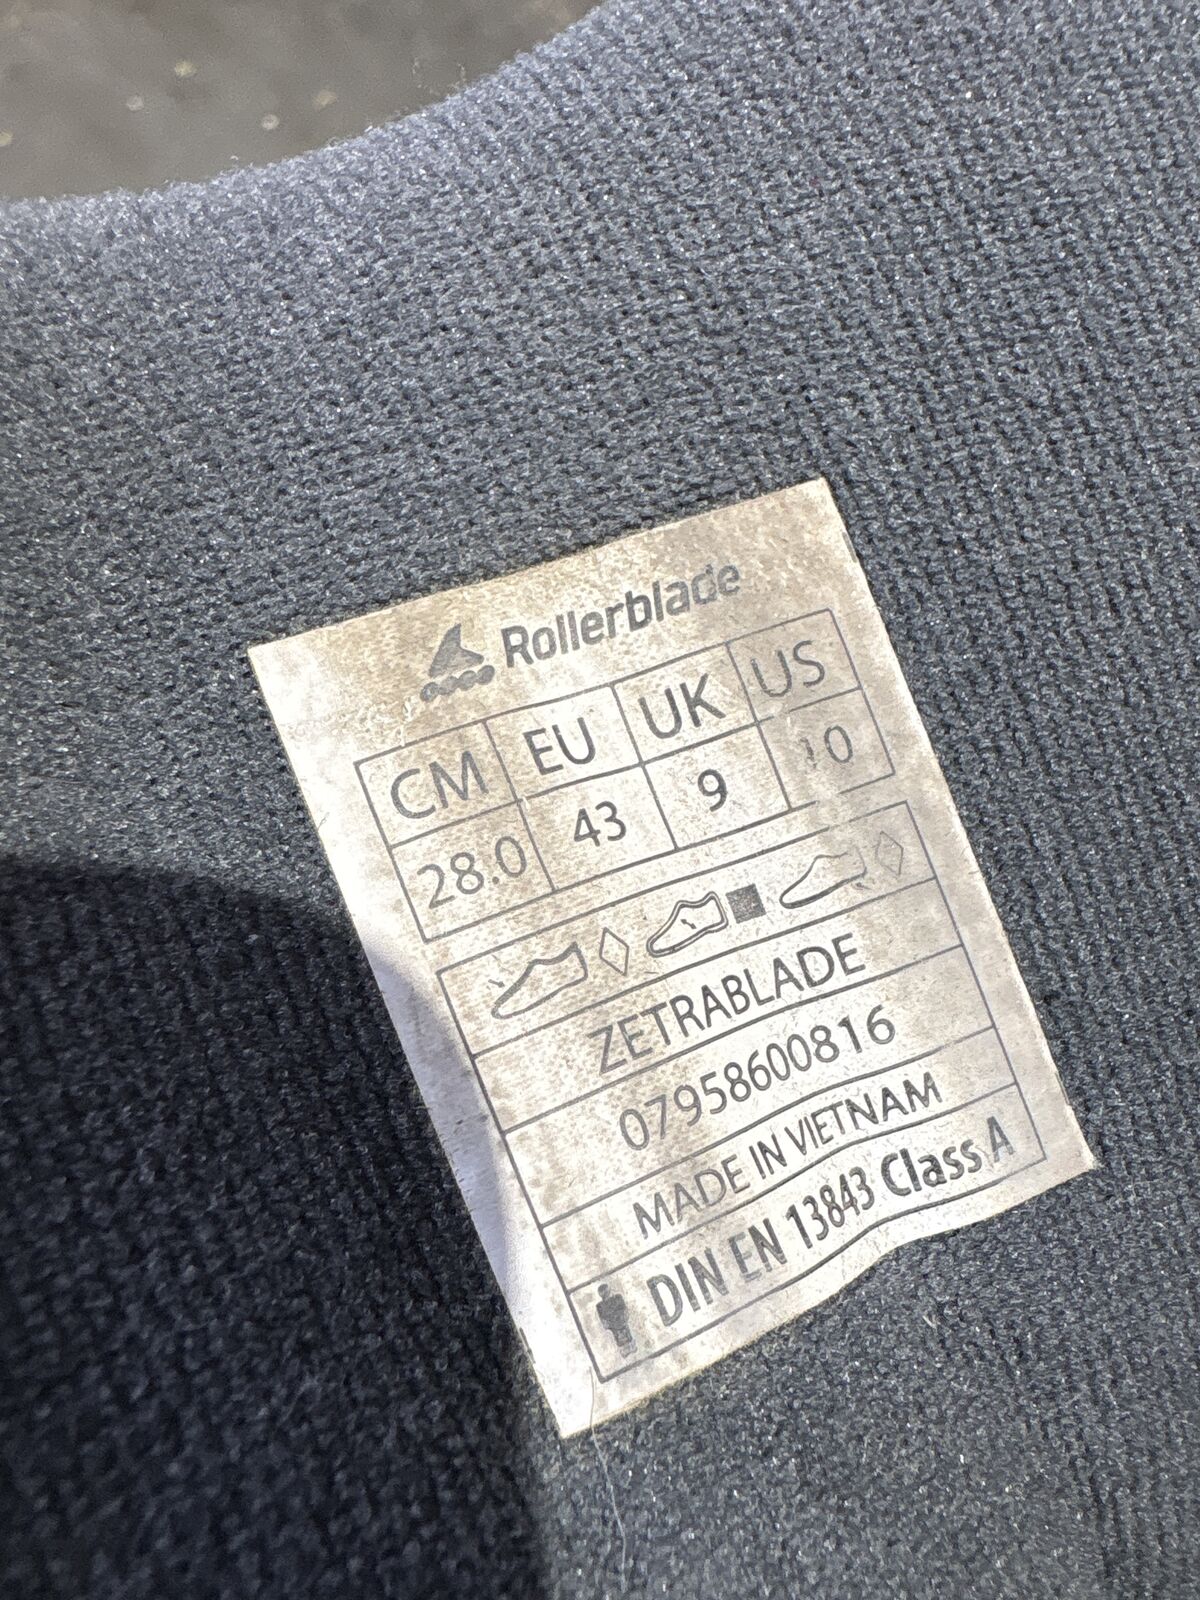 Rollerblade
CM EU UK US
28.0 43 9 10
ZETRABLADE
07958600816
MADE IN VIETNAM
DIN EN 13843 Class A